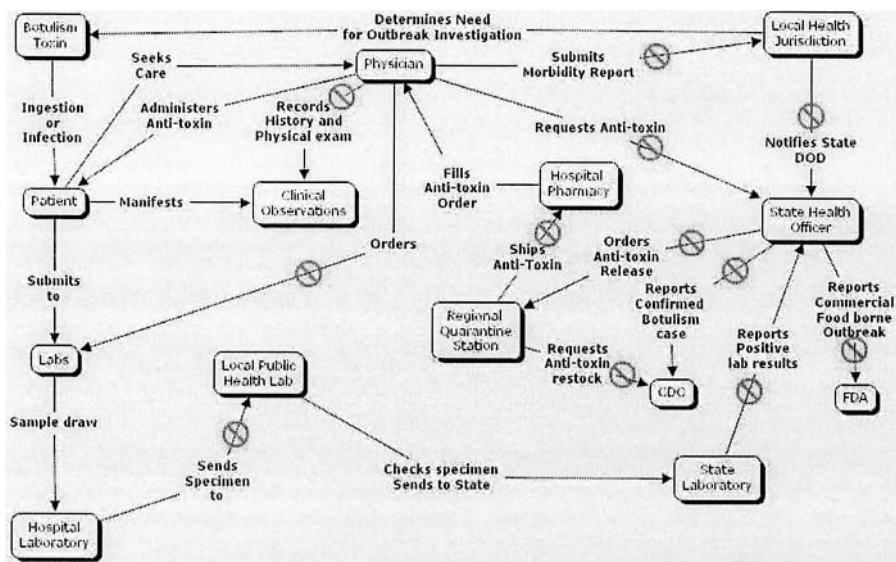 Botulism
Toxin
Determines Need
for Outbreak Investigation
Local Health
Jurisdiction
Seeks
Care
Physician
Submits
Morbidity Report
Ingestion
or
Infection
Administers
Anti-toxin
Records
History and
Physical exam
Requests Anti-toxin
Notifies State
DOD
Patient
Manifests
Clinical
Observations
Fills
Anti-toxin
Order
Hospital
Pharmacy
State Health
Officer
Orders
Ships
Anti-Toxin
Orders
Anti-toxin
Release
Submits
to
Regional
Quarantine
Station
Reports
Confirmed
Botulism
case
Reports
Commercial
Food borne
Outbreak
Reports
Positive
lab results
Labs
Local Public
Health Lab
Requests
Anti-toxin
restock
CDC
FDA
Sample draw
Sends
Specimen
to
Checks specimen
Sends to State
State
Laboratory
Hospital
Laboratory